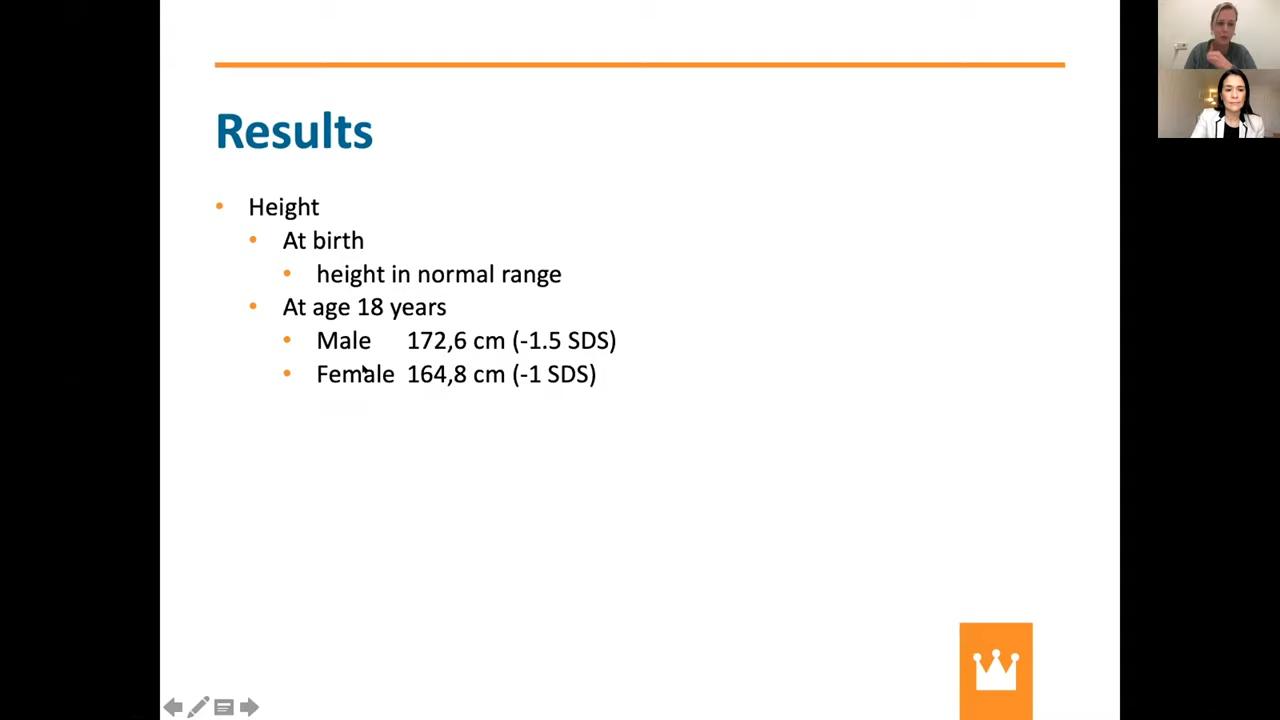 Results
• Height
• At birth
• height in normal range
• At age 18 years
• Male 172,6 cm (-1.5 SDS)
• Female 164,8 cm (-1 SDS)